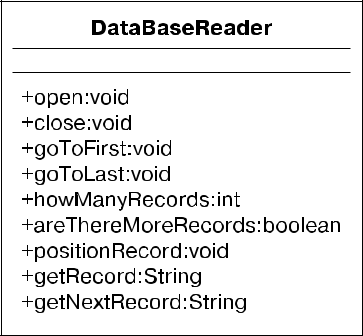 DataBaseReader
+open:void
+close:void
+goToFirst:void
+goToLast:void
+howManyRecords:int
+areThereMoreRecords:boolean
+positionRecord:void
+getRecord:String
+getNextRecord:String